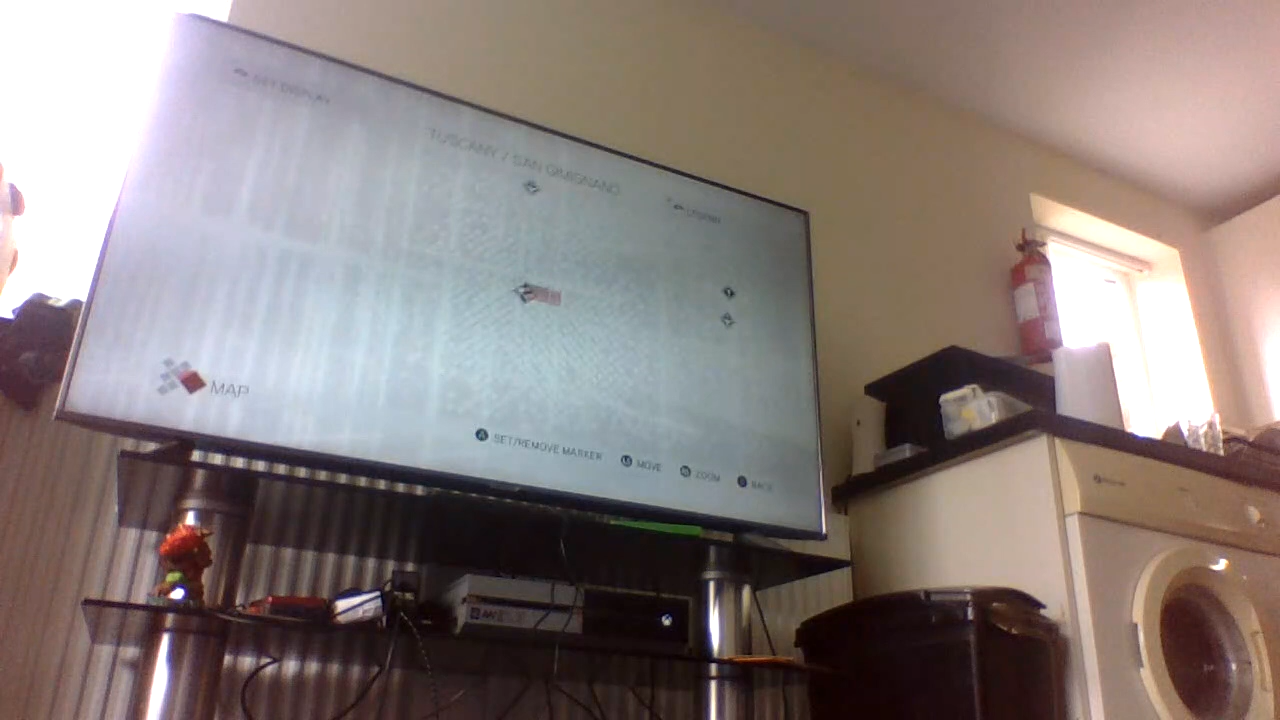 TUSCANY / SAN GIMIGNANO
MAP
SET/REMOVE MARKER
MOVE
ZOOM
BACK